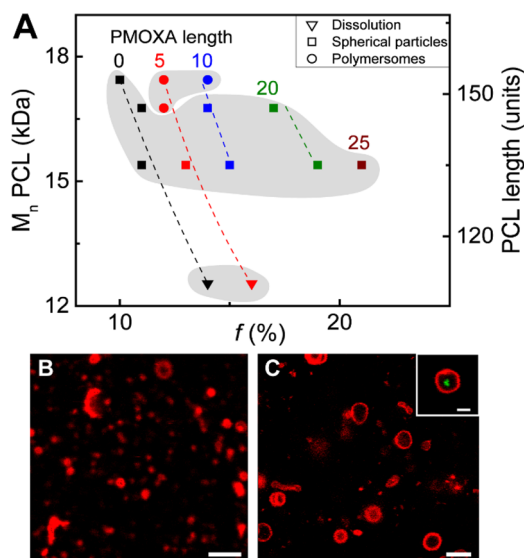 A
PMOXA length
0
5
10
20
25
Dissolution
Spherical particles
Polymersomes
18
15
12
Mn PCL (kDa)
150
120
PCL length (units)
10
20
f (%)
B
C